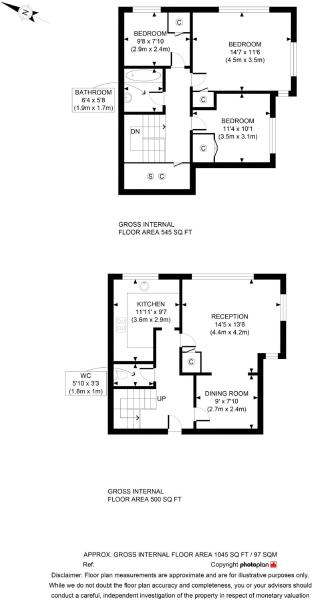 N
BEDROOM
9'8 x 7'10
(2.9m x 2.4m)
C
BEDROOM
14'7 x 11'6
(4.5m x 3.5m)
BATHROOM
6'4 x 5'8
(1.9m x 1.7m)
C
BEDROOM
11'4 x 10'1
(3.5m x 3.1m)
DN
C
S C
GROSS INTERNAL
FLOOR AREA 545 SQ FT
KITCHEN
11'11' x 9'7
(3.6m x 2.9m)
RECEPTION
14'5 x 13'8
(4.4m x 4.2m)
C
WC
5'10 x 3'3
(1.8m x 1m)
UP
DINING ROOM
9' x 7'10
(2.7m x 2.4m)
GROSS INTERNAL
FLOOR AREA 500 SQ FT
APPROX. GROSS INTERNAL FLOOR AREA 1045 SQ FT / 97 SQM
Ref: Copyright photoplan
Disclaimer: Floor plan measurements are approximate and are for illustrative purposes only.
While we do not doubt the floor plan accuracy and completeness, you or your advisors should
conduct a careful, independent investigation of the property in respect of monetary valuation